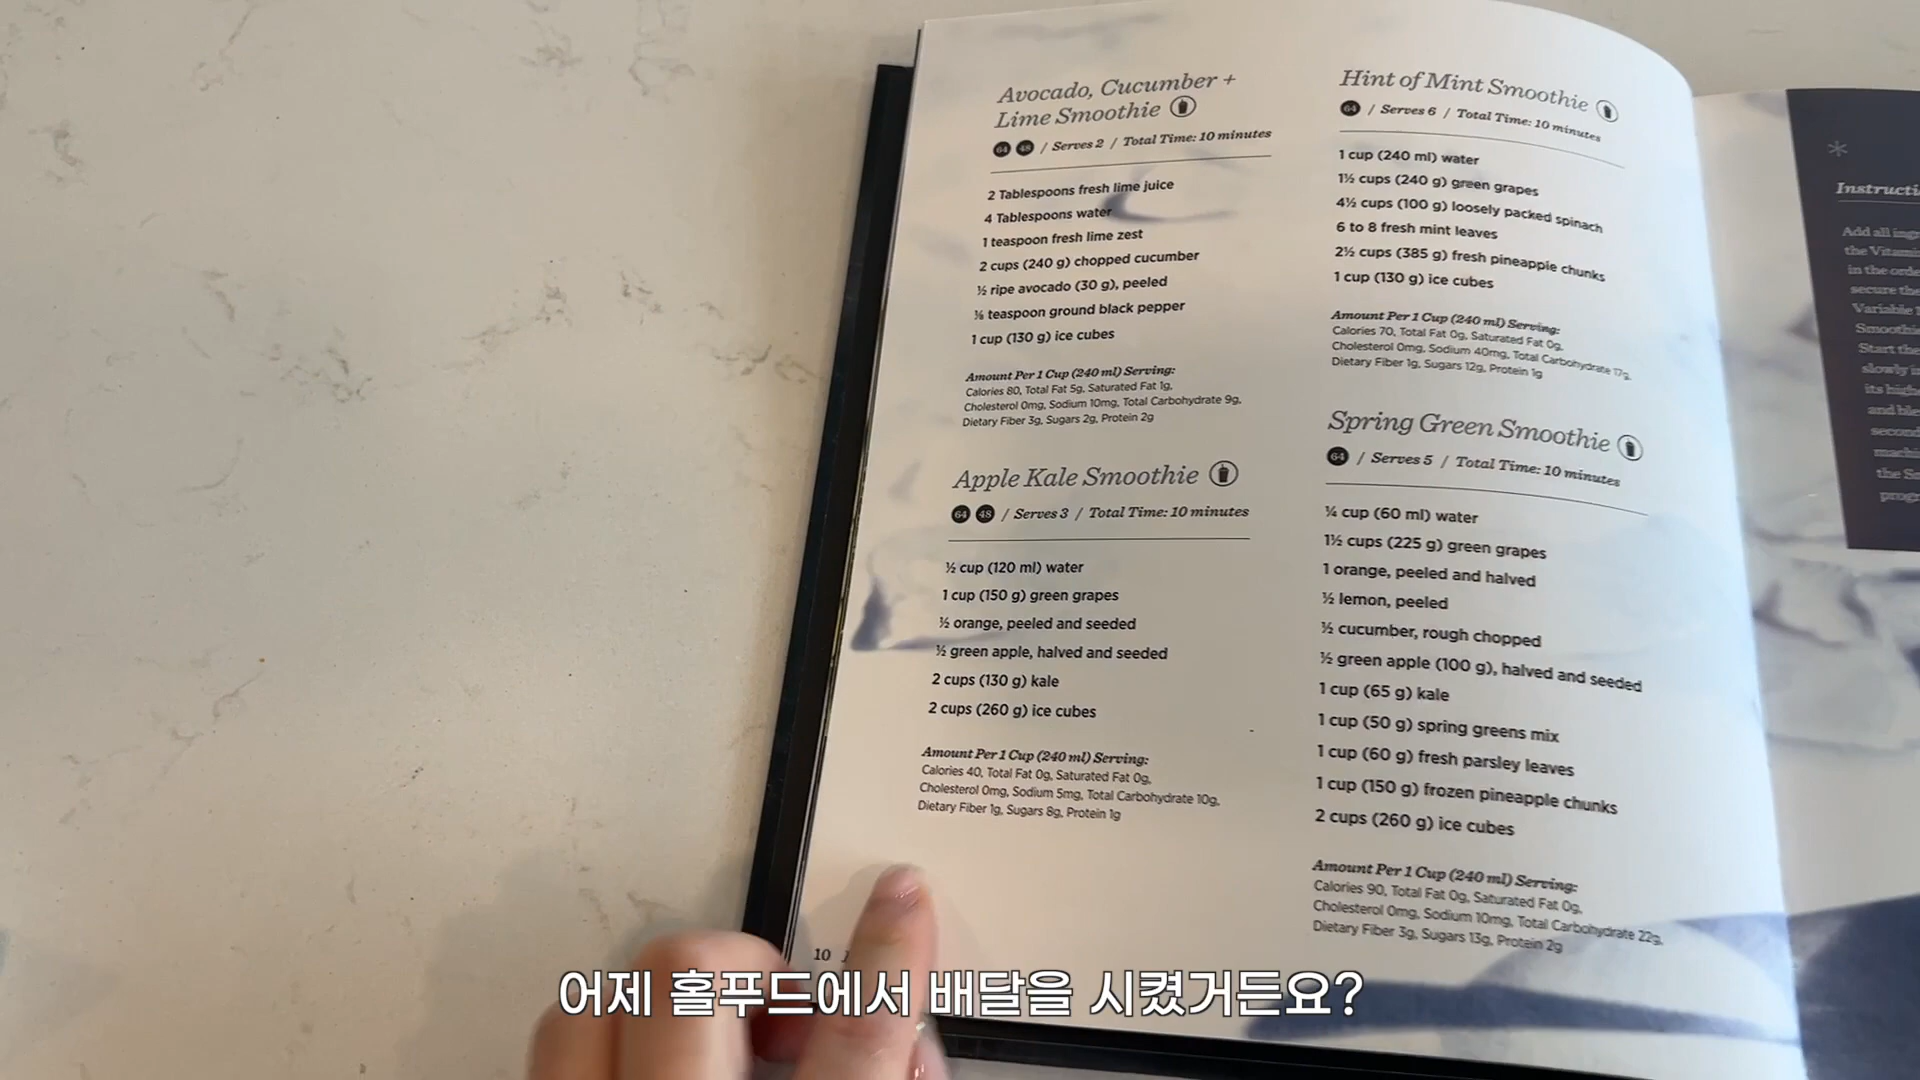 Avocado, Cucumber +
Lime Smoothie
64 48 / Serves 2 / Total Time: 10 minutes
2 Tablespoons fresh lime juice
4 Tablespoons water
1 teaspoon fresh lime zest
2 cups (240 g) chopped cucumber
½ ripe avocado (30 g), peeled
⅛ teaspoon ground black pepper
1 cup (130 g) ice cubes
Amount Per 1 Cup (240 ml) Serving:
Calories 80, Total Fat 5g, Saturated Fat 1g,
Cholesterol 0mg, Sodium 10mg, Total Carbohydrate 9g,
Dietary Fiber 3g, Sugars 2g, Protein 2g
Apple Kale Smoothie
64 48 / Serves 3 / Total Time: 10 minutes
½ cup (120 ml) water
1 cup (150 g) green grapes
½ orange, peeled and seeded
½ green apple, halved and seeded
2 cups (130 g) kale
2 cups (260 g) ice cubes
Amount Per 1 Cup (240 ml) Serving:
Calories 40, Total Fat 0g, Saturated Fat 0g,
Cholesterol 0mg, Sodium 5mg, Total Carbohydrate 10g,
Dietary Fiber 1g, Sugars 8g, Protein 1g
10
Hint of Mint Smoothie
64 / Serves 6 / Total Time: 10 minutes
1 cup (240 ml) water
1½ cups (240 g) green grapes
4½ cups (100 g) loosely packed spinach
6 to 8 fresh mint leaves
2½ cups (385 g) fresh pineapple chunks
1 cup (130 g) ice cubes
Amount Per 1 Cup (240 ml) Serving:
Calories 70, Total Fat 0g, Saturated Fat 0g,
Cholesterol 0mg, Sodium 40mg, Total Carbohydrate 17g,
Dietary Fiber 1g, Sugars 12g, Protein 1g
Spring Green Smoothie
64 / Serves 5 / Total Time: 10 minutes
¼ cup (60 ml) water
1½ cups (225 g) green grapes
1 orange, peeled and halved
½ lemon, peeled
½ cucumber, rough chopped
½ green apple (100 g), halved and seeded
1 cup (65 g) kale
1 cup (50 g) spring greens mix
1 cup (60 g) fresh parsley leaves
1 cup (150 g) frozen pineapple chunks
2 cups (260 g) ice cubes
Amount Per 1 Cup (240 ml) Serving:
Calories 90, Total Fat 0g, Saturated Fat 0g,
Cholesterol 0mg, Sodium 10mg, Total Carbohydrate 22g,
Dietary Fiber 3g, Sugars 13g, Protein 2g
*
Add all
the
in the
secure the
Variable
Start the
slowly
its
and
the
어제 홀푸드에서 배달을 시켰거든요?